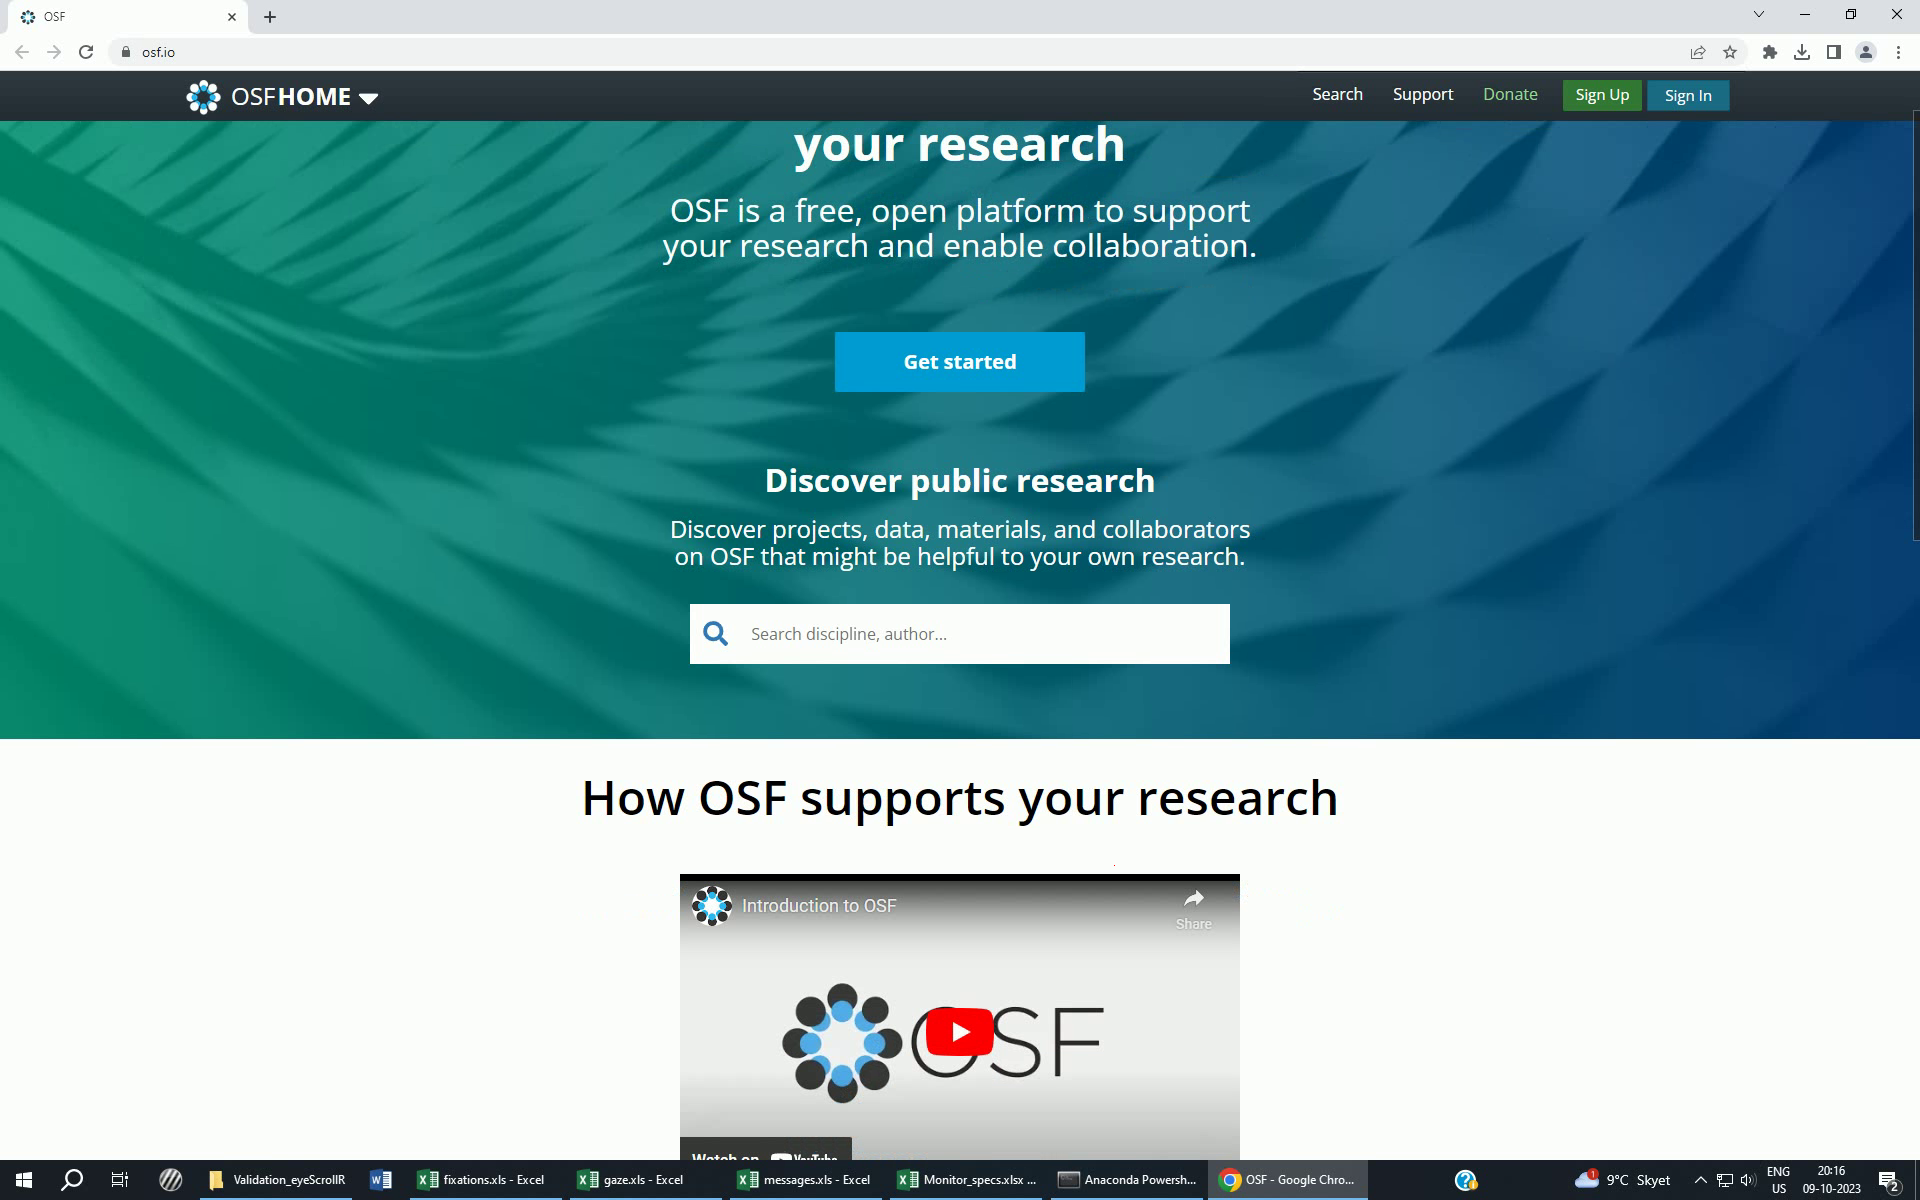 OSF
osf.io
OSFHOME
Search Support Donate Sign Up Sign In
your research
OSF is a free, open platform to support
your research and enable collaboration.
Get started
Discover public research
Discover projects, data, materials, and collaborators
on OSF that might be helpful to your own research.
Search discipline, author...
How OSF supports your research
Introduction to OSF
Share
OSF
Watch on YouTube
Validation_eyeScrollR
fixations.xls - Excel
gaze.xls - Excel
messages.xls - Excel
Monitor_specs.xlsx ...
Anaconda Powersh...
OSF - Google Chro...
1
9°C Skyet
ENG
US
20:16
09-10-2023
2